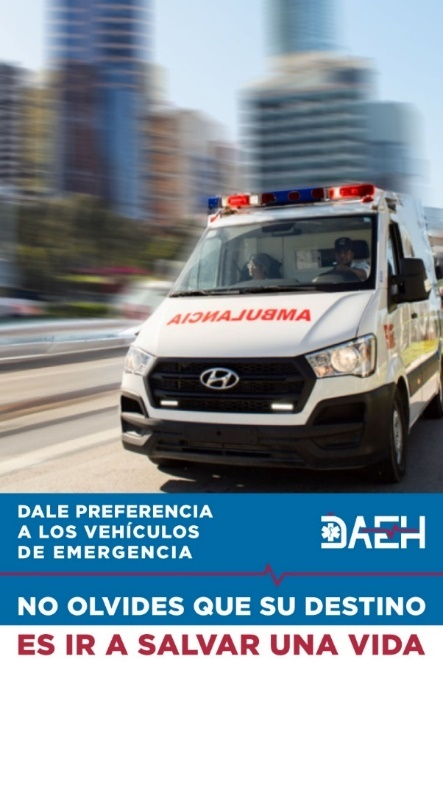 AMBULANCIA
DALE PREFERENCIA
A LOS VEHÍCULOS
DE EMERGENCIA
DAEH
NO OLVIDES QUE SU DESTINO
ES IR A SALVAR UNA VIDA